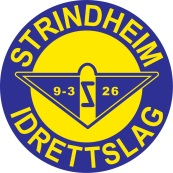 STRINDHEIM
9-3 S 26
IDRETTSLAG